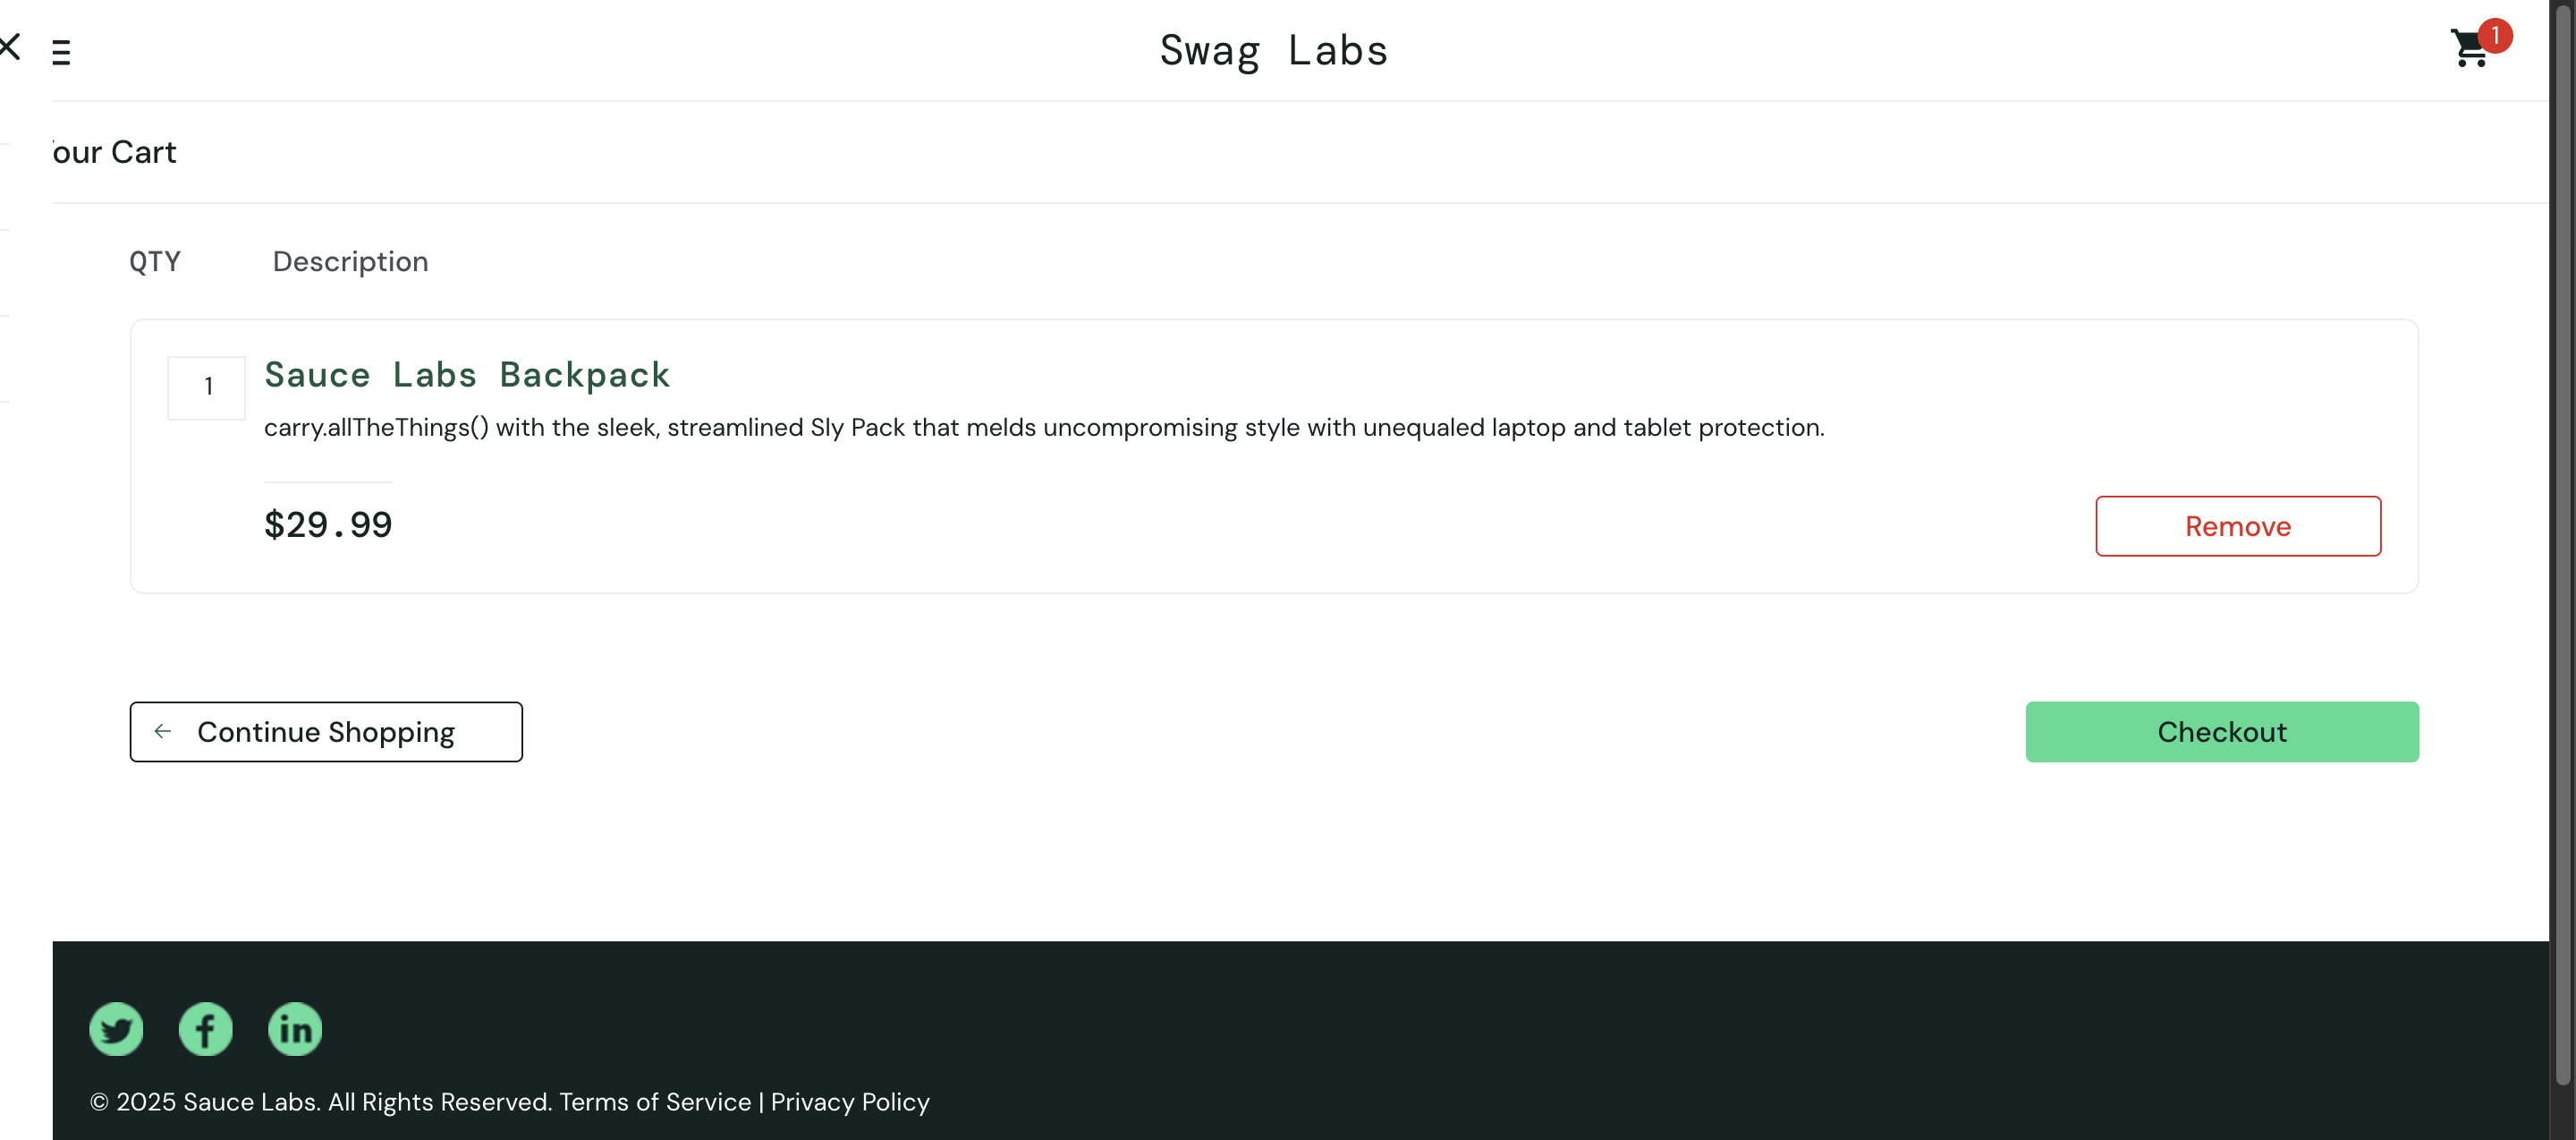 Swag Labs
1
our Cart
QTY Description
1
Sauce Labs Backpack
carry.allTheThings() with the sleek, streamlined Sly Pack that melds uncompromising style with unequaled laptop and tablet protection.
$29.99
Remove
Continue Shopping
Checkout
© 2025 Sauce Labs. All Rights Reserved. Terms of Service | Privacy Policy